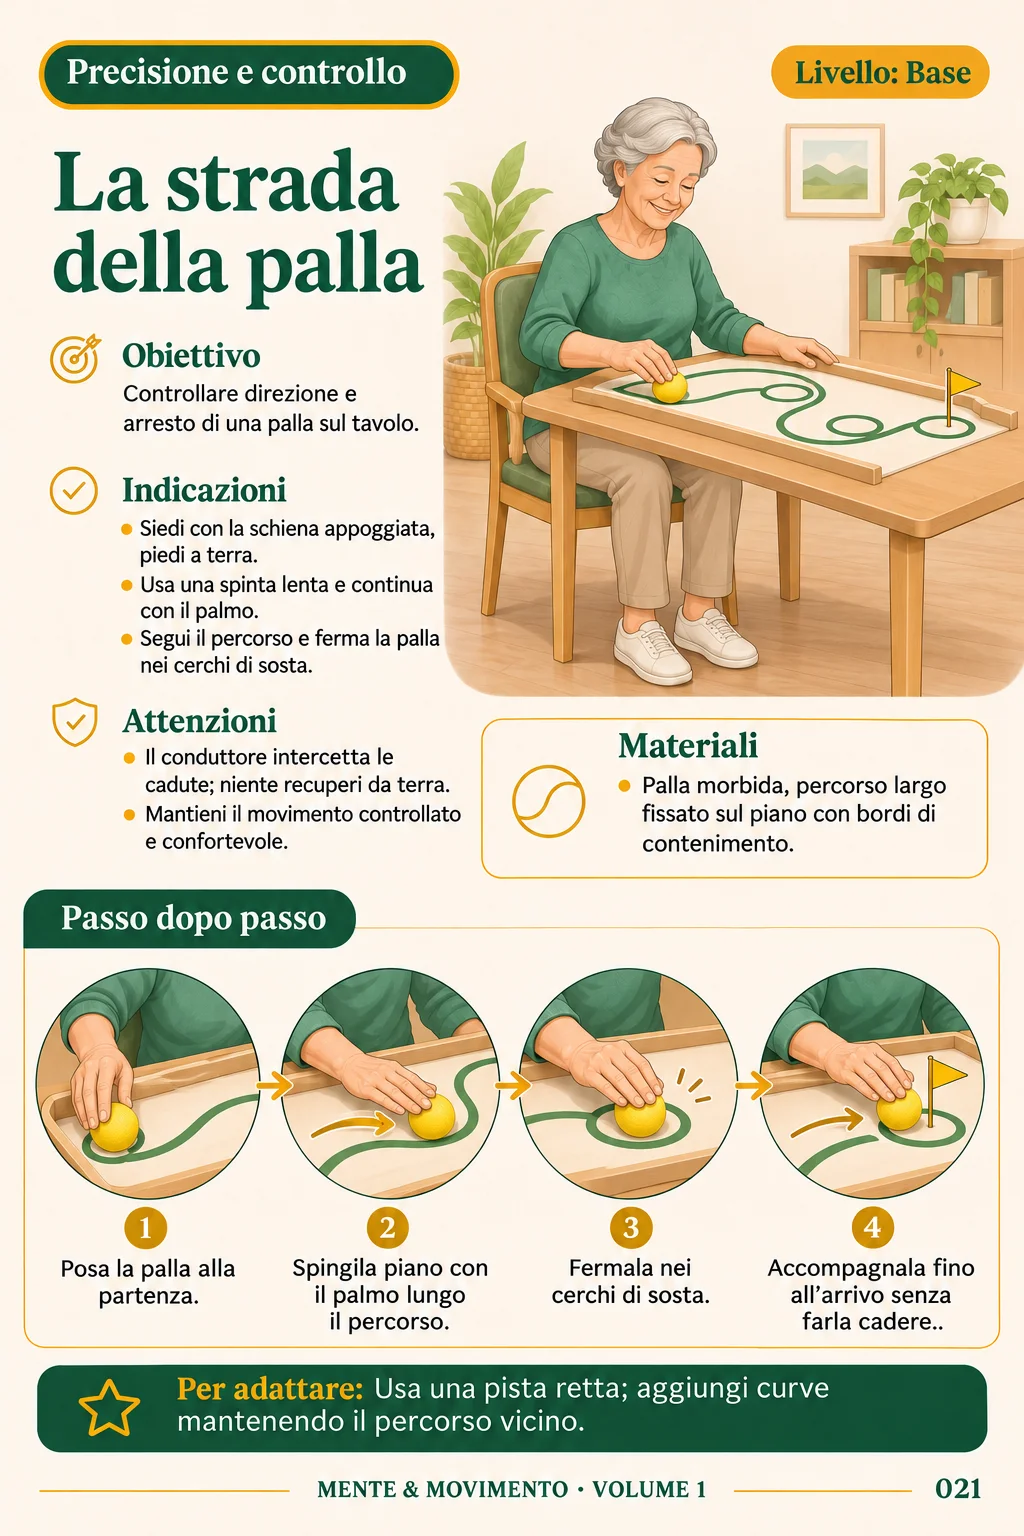 Precisione e controllo
Livello: Base
La strada
della palla
Obiettivo
Controllare direzione e
arresto di una palla sul tavolo.
Indicazioni
• Siedi con la schiena appoggiata,
piedi a terra.
• Usa una spinta lenta e continua
con il palmo.
• Segui il percorso e ferma la palla
nei cerchi di sosta.
Attenzioni
• Il conduttore intercetta le
cadute; niente recuperi da terra.
• Mantieni il movimento controllato
e confortevole.
Materiali
• Palla morbida, percorso largo
fissato sul piano con bordi di
contenimento.
Passo dopo passo
1
Posa la palla alla
partenza.
2
Spingila piano con
il palmo lungo
il percorso.
3
Fermala nei
cerchi di sosta.
4
Accompagnala fino
all'arrivo senza
farla cadere..
Per adattare: Usa una pista retta; aggiungi curve
mantenendo il percorso vicino.
MENTE & MOVIMENTO • VOLUME 1
021